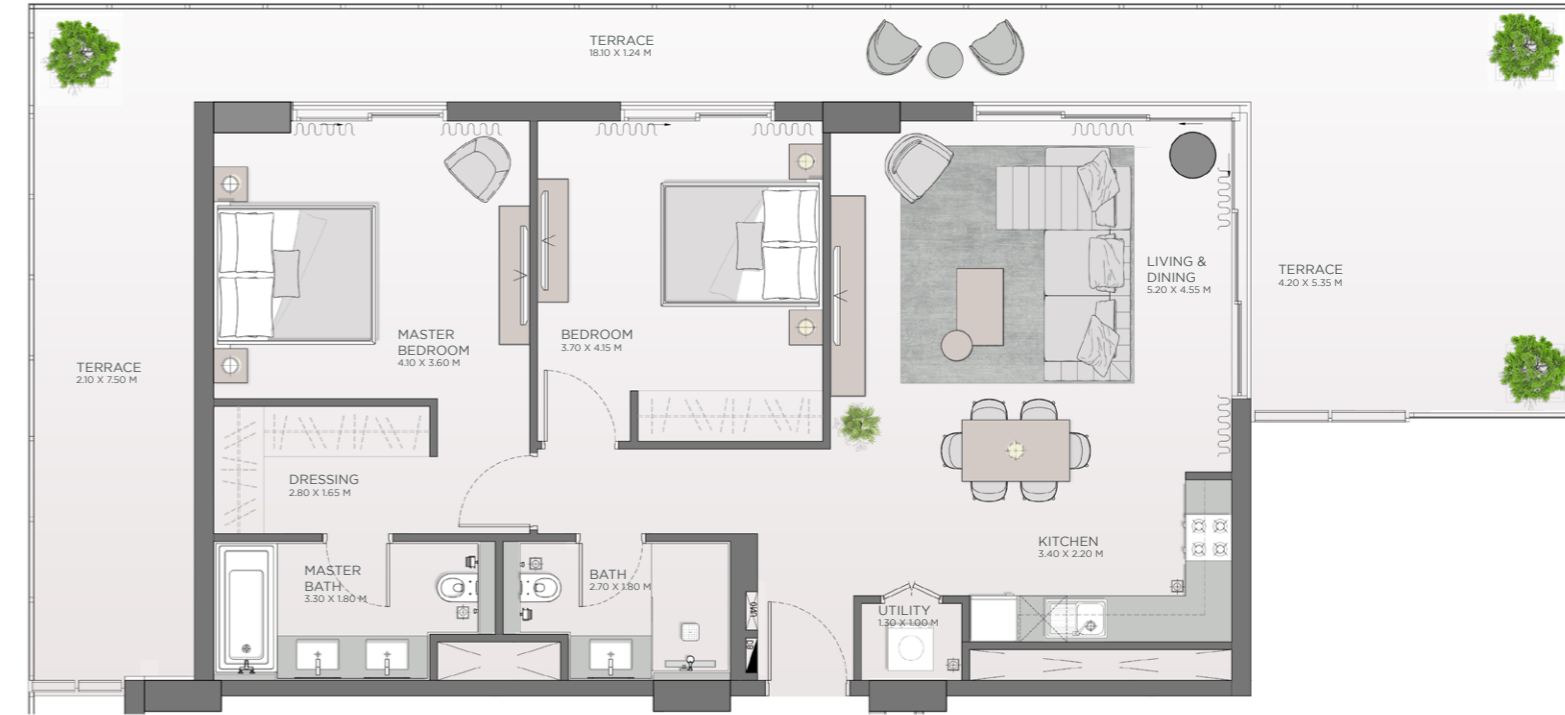 TERRACE
18.10 X 1.24 M
LIVING &
DINING
5.20 X 4.55 M
TERRACE
4.20 X 5.35 M
MASTER
BEDROOM
4.10 X 3.60 M
BEDROOM
3.70 X 4.15 M
TERRACE
2.10 X 7.50 M
DRESSING
2.80 X 1.65 M
KITCHEN
3.40 X 2.20 M
MASTER
BATH
3.30 X 1.80 M
BATH
2.70 X 1.80 M
UTILITY
1.30 X 1.00 M